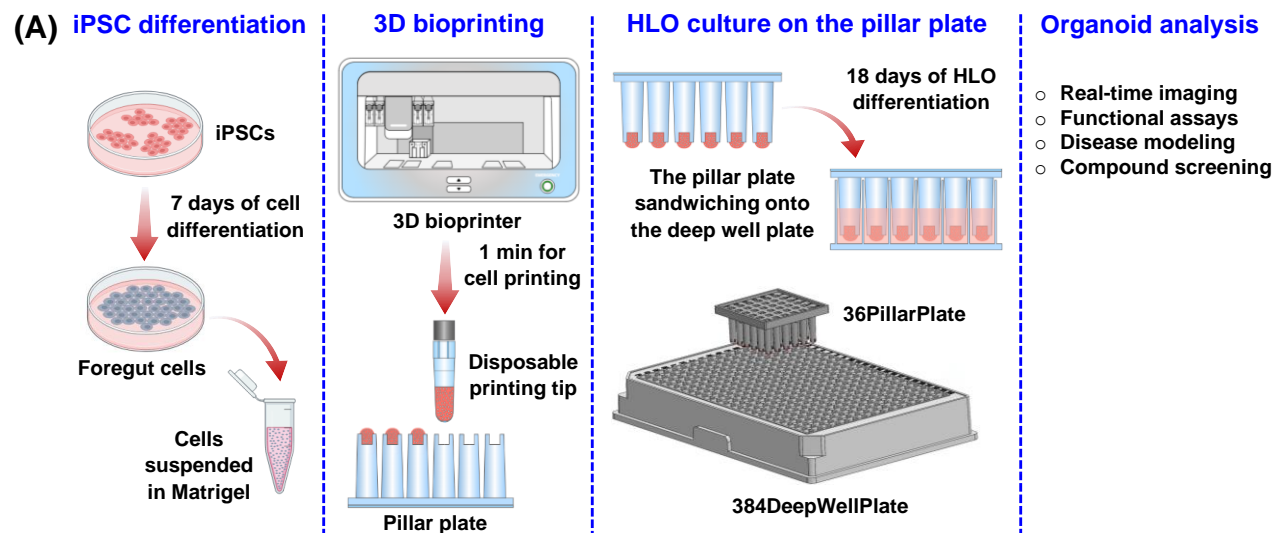 (A) iPSC differentiation
iPSCs
7 days of cell
differentiation
Foregut cells
Cells
suspended
in Matrigel
3D bioprinting
3D bioprinter
1 min for
cell printing
Disposable
printing tip
Pillar plate
HLO culture on the pillar plate
18 days of HLO
differentiation
The pillar plate
sandwiching onto
the deep well plate
36PillarPlate
384DeepWellPlate
Organoid analysis
o Real-time imaging
o Functional assays
o Disease modeling
o Compound screening